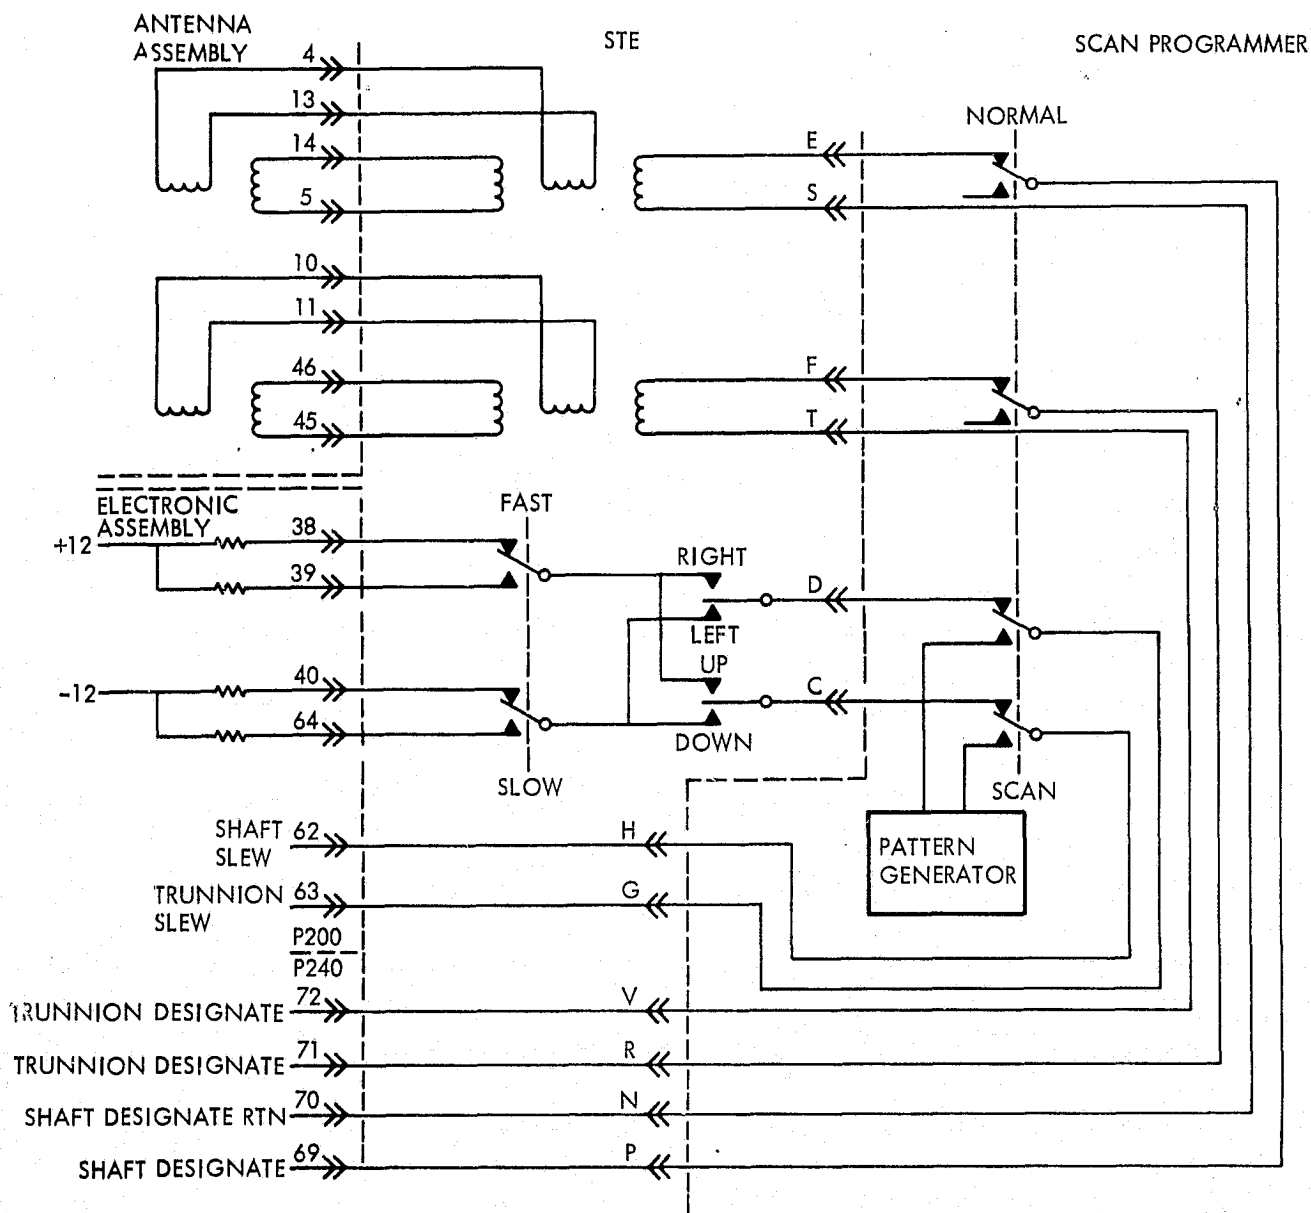 ANTENNA
ASSEMBLY
STE
SCAN PROGRAMMER
4
13
14
5
NORMAL
E
S
10
11
46
45
F
T
ELECTRONIC
ASSEMBLY
FAST
+12
38
39
RIGHT
D
LEFT
UP
-12
40
64
C
DOWN
SLOW
SCAN
SHAFT
SLEW
62
H
PATTERN
GENERATOR
TRUNNION
SLEW
63
G
P200
P240
TRUNNION DESIGNATE
72
V
TRUNNION DESIGNATE
71
R
SHAFT DESIGNATE RTN
70
N
SHAFT DESIGNATE
69
P